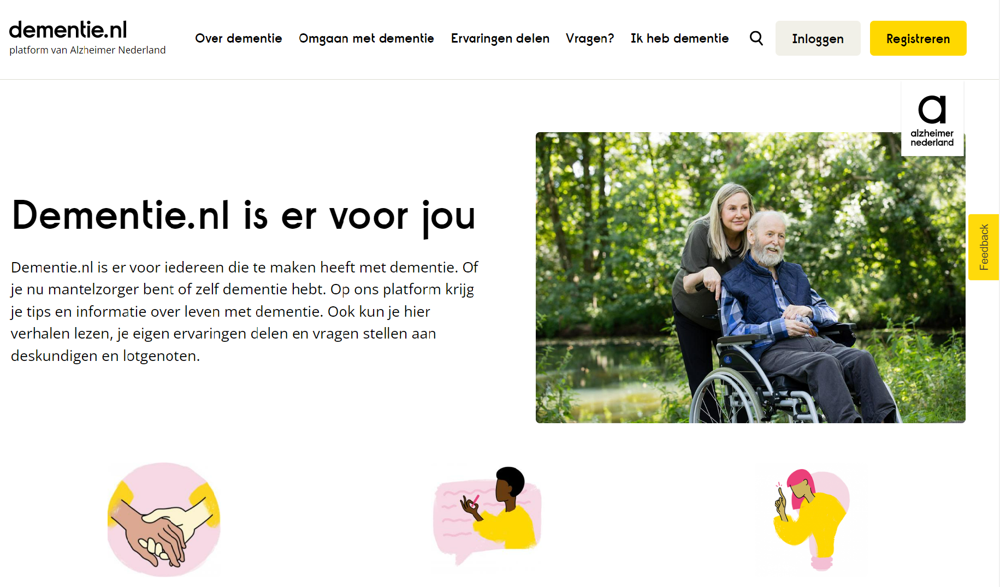 dementie.nl
platform van Alzheimer Nederland
Over dementie
Omgaan met dementie
Ervaringen delen
Vragen?
Ik heb dementie
Inloggen
Registreren
alzheimer
nederland
Dementie.nl is er voor jou
Dementie.nl is er voor iedereen die te maken heeft met dementie. Of
je nu mantelzorger bent of zelf dementie hebt. Op ons platform krijg
je tips en informatie over leven met dementie. Ook kun je hier
verhalen lezen, je eigen ervaringen delen en vragen stellen aan
deskundigen en lotgenoten.
Feedback